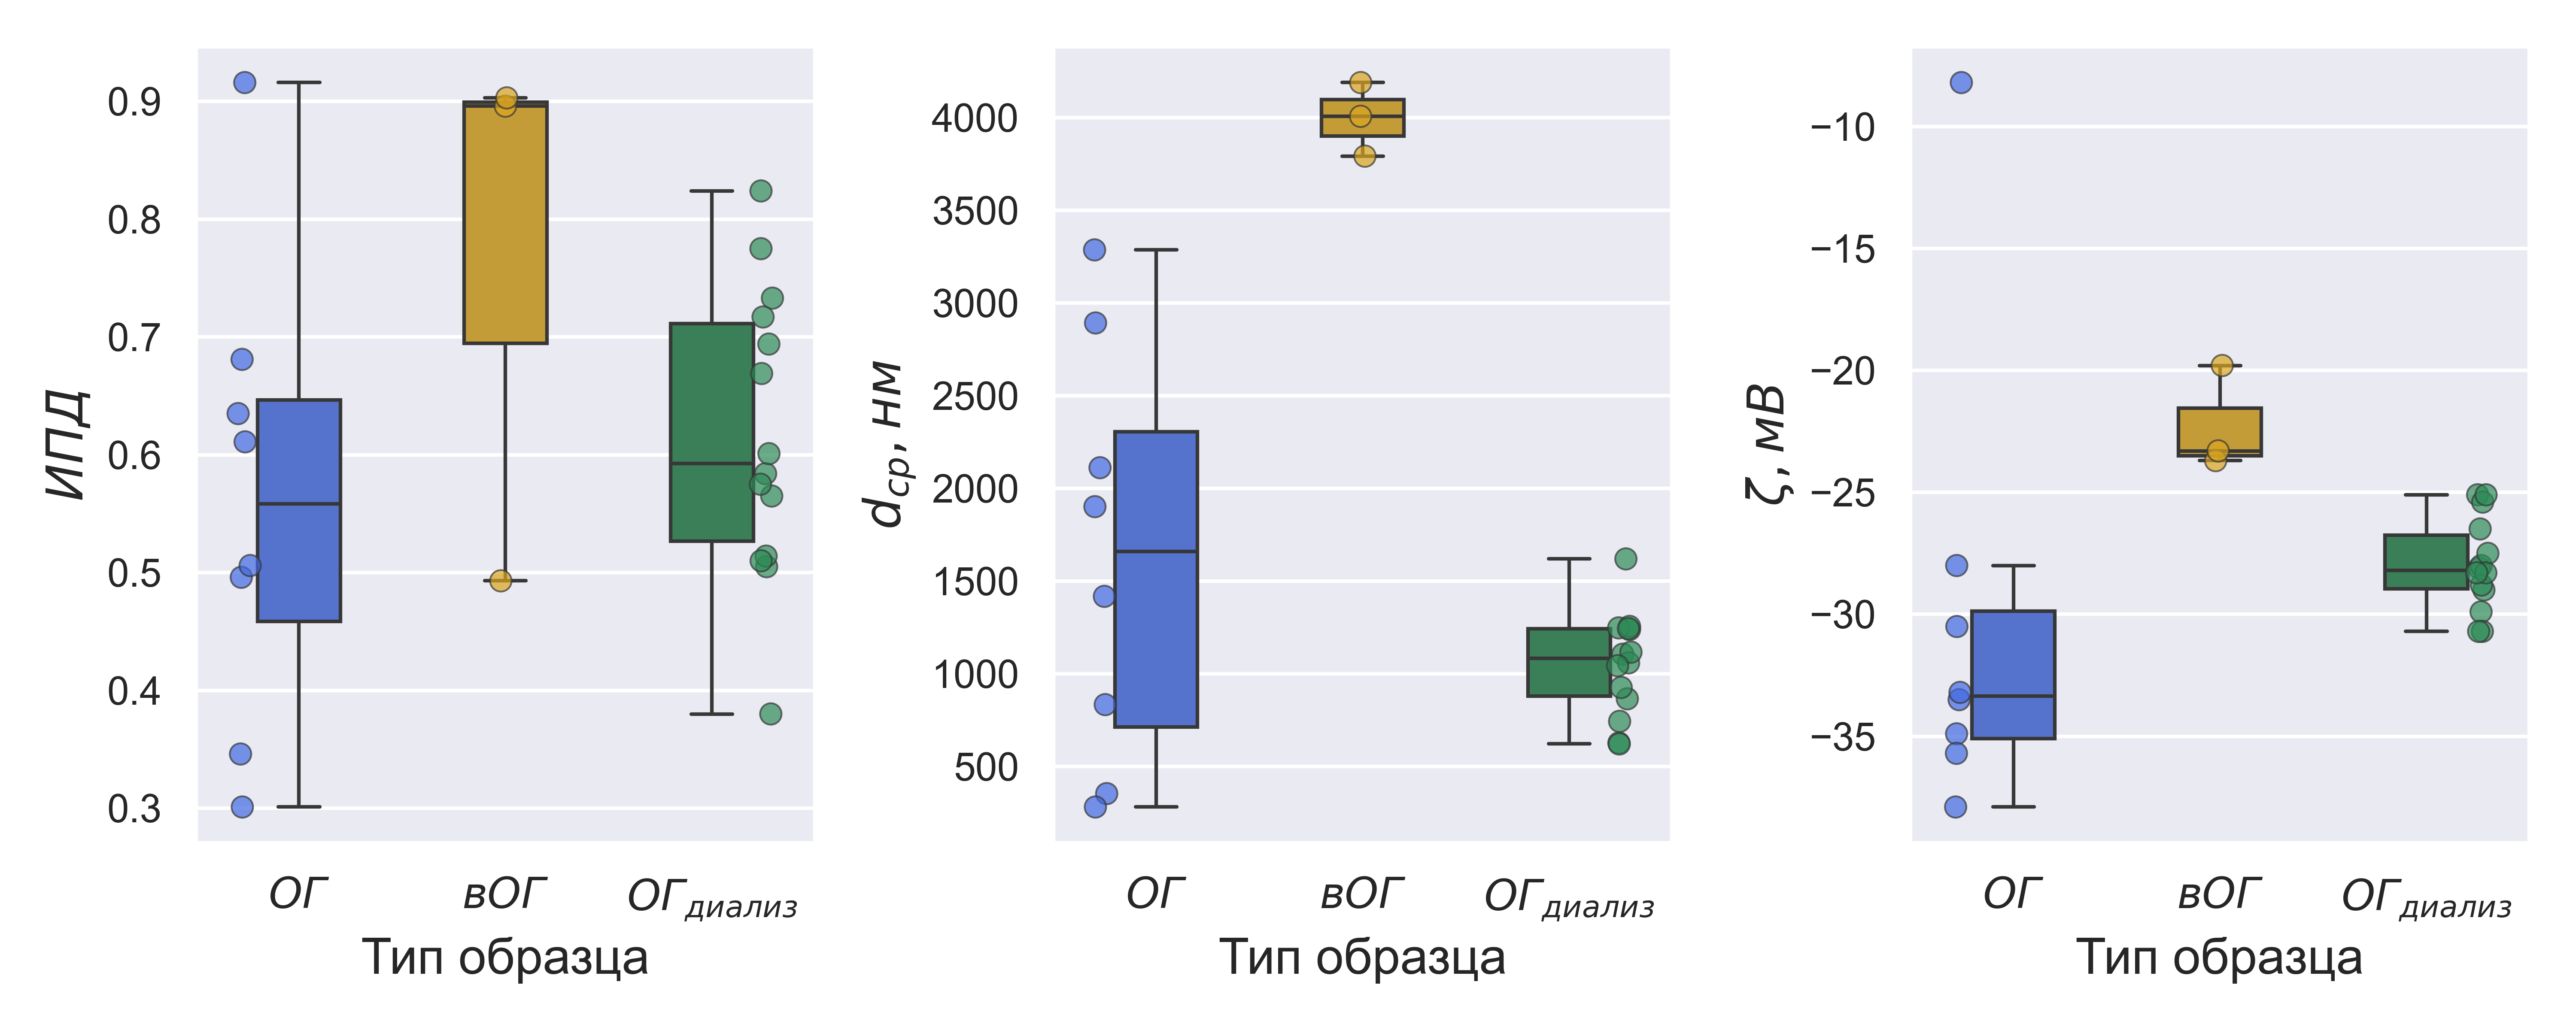 ИПД
0.9
0.8
0.7
0.6
0.5
0.4
0.3
ОГ вОГ ОГдиализ
Тип образца
dср, нм
4000
3500
3000
2500
2000
1500
1000
500
ОГ вОГ ОГдиализ
Тип образца
ζ, мВ
−10
−15
−20
−25
−30
−35
ОГ вОГ ОГдиализ
Тип образца